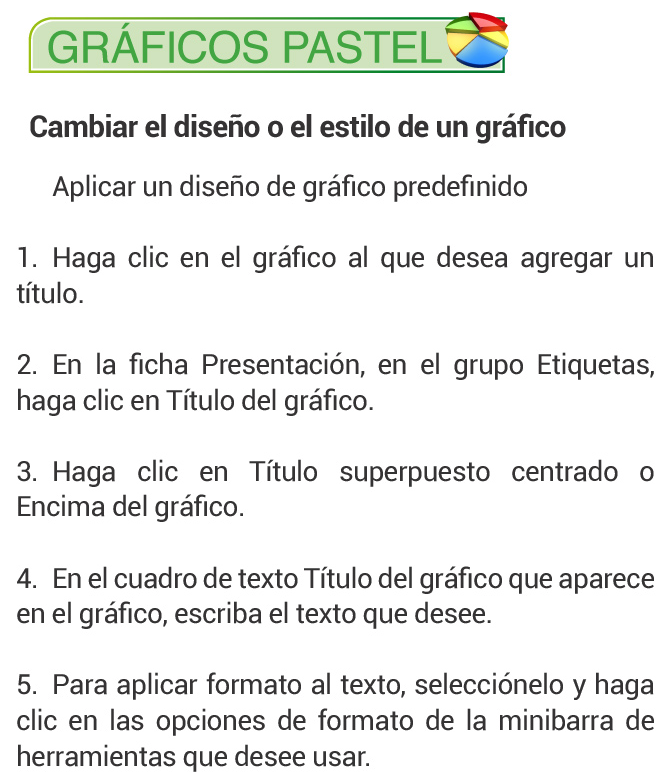 GRÁFICOS PASTEL
Cambiar el diseño o el estilo de un gráfico
Aplicar un diseño de gráfico predefinido
1. Haga clic en el gráfico al que desea agregar un
título.
2. En la ficha Presentación, en el grupo Etiquetas,
haga clic en Título del gráfico.
3. Haga clic en Título superpuesto centrado o
Encima del gráfico.
4. En el cuadro de texto Título del gráfico que aparece
en el gráfico, escriba el texto que desee.
5. Para aplicar formato al texto, selecciónelo y haga
clic en las opciones de formato de la minibarra de
herramientas que desee usar.